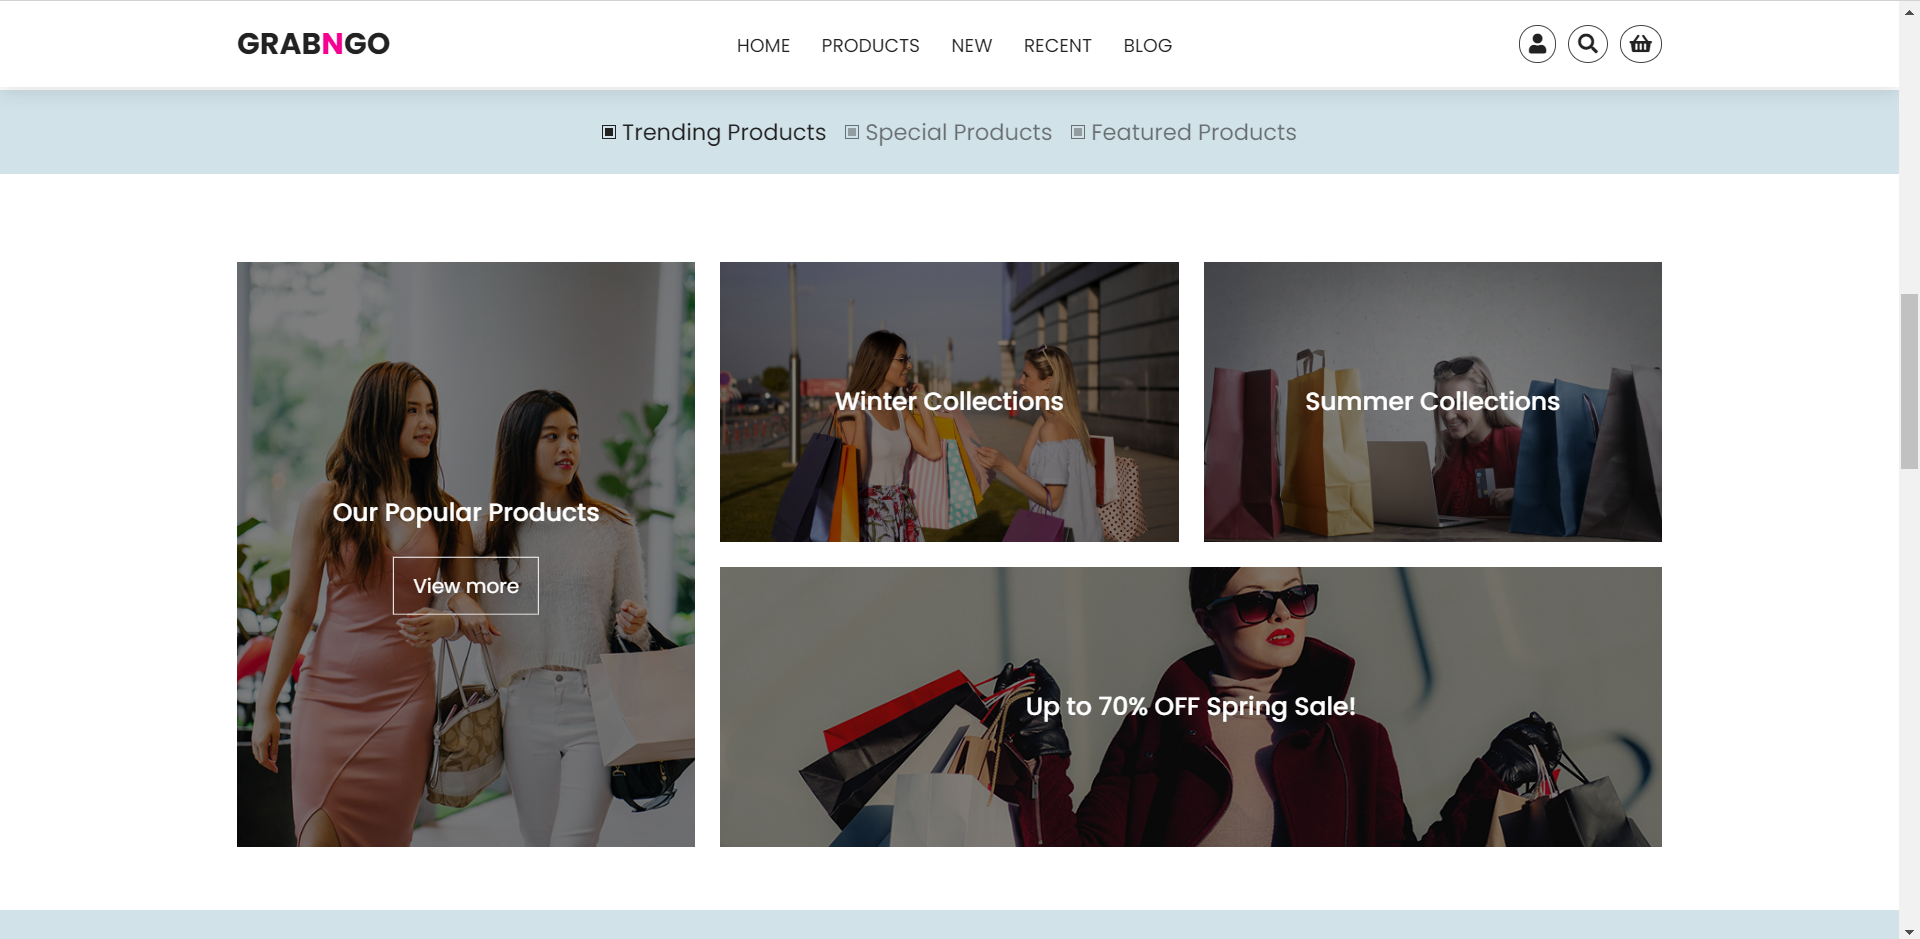 GRABNGO
HOME PRODUCTS NEW RECENT BLOG
Trending Products Special Products Featured Products
Our Popular Products
View more
Winter Collections
Summer Collections
Up to 70% OFF Spring Sale!